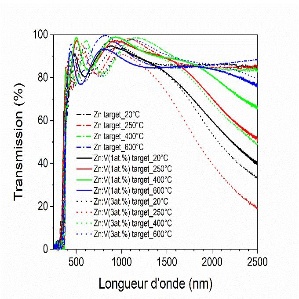 Transmission (%)
100
80
60
40
20
0
Zn target_20°C
Zn target_250°C
Zn target_400°C
Zn target_600°C
Zn:V(1at.%) target_20°C
Zn:V(1at.%) target_250°C
Zn:V(1at.%) target_400°C
Zn:V(1at.%) target_600°C
Zn:V(3at.%) target_20°C
Zn:V(3at.%) target_250°C
Zn:V(3at.%) target_400°C
Zn:V(3at.%) target_600°C
500 1000 1500 2000 2500
Longueur d'onde (nm)